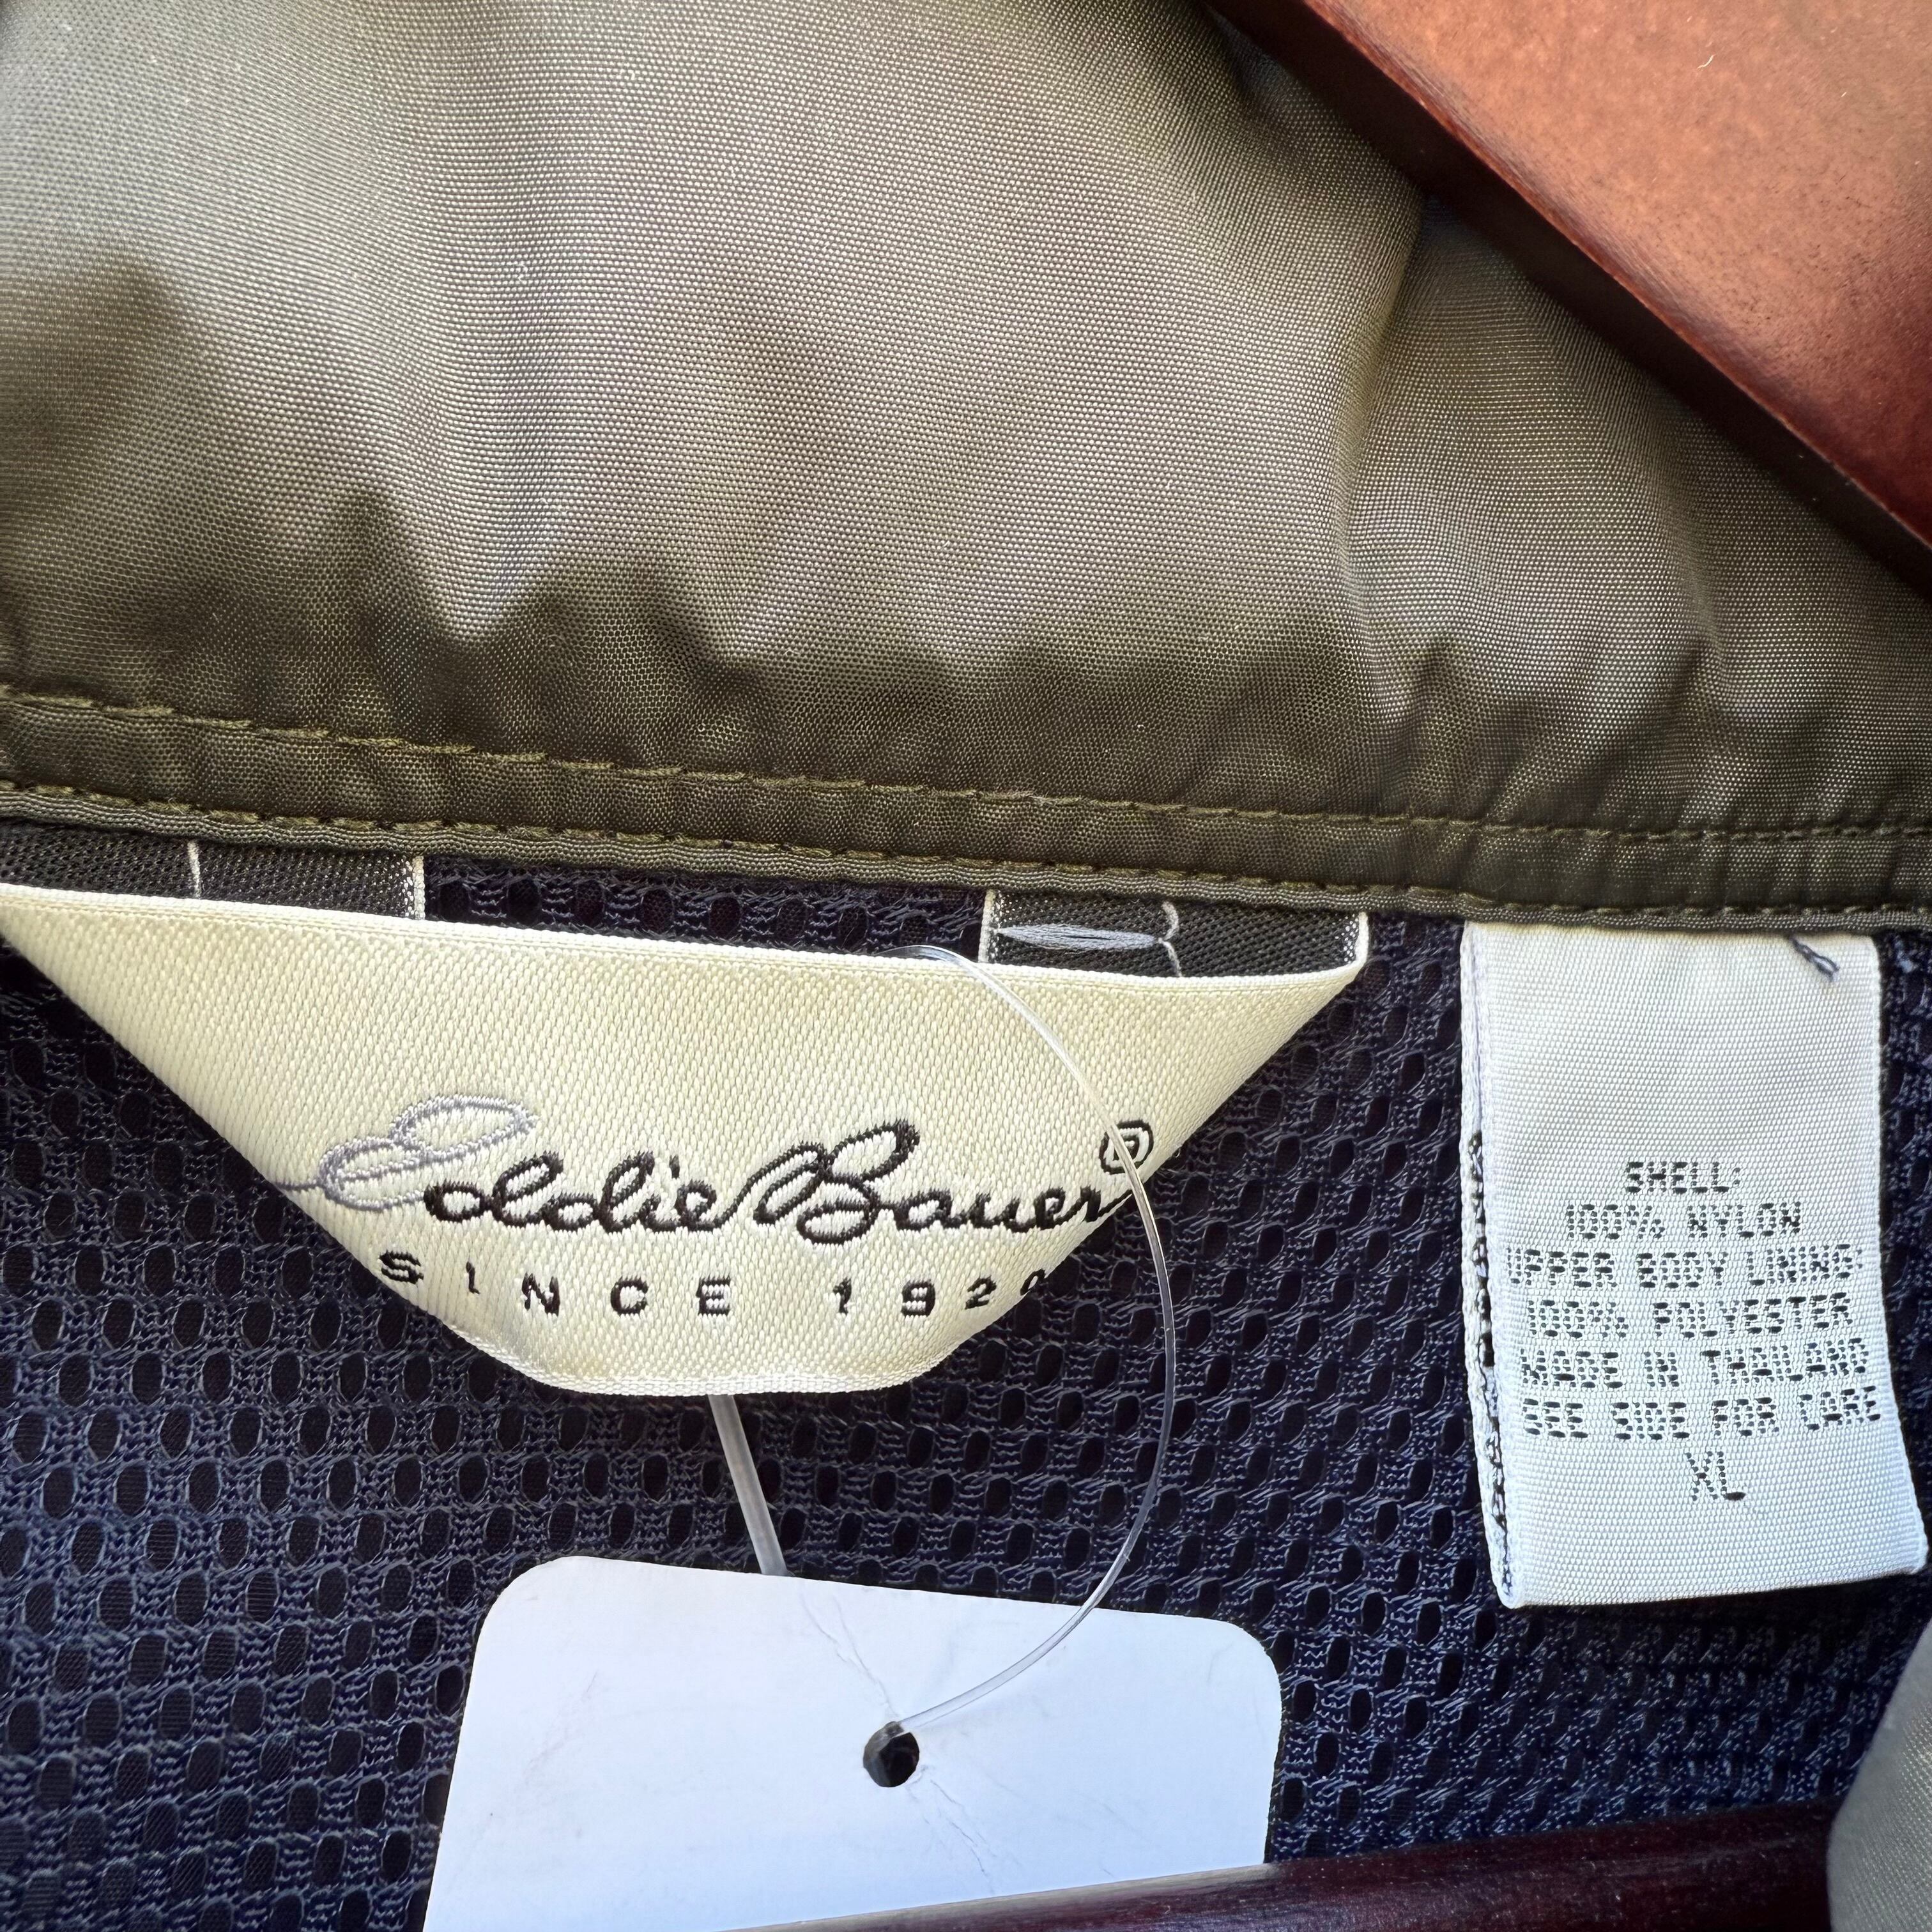 Eddie Bauer®
SINCE 1920
SHELL:
100% NYLON
UPPER BODY LINING:
100% POLYESTER
MADE IN THAILAND
SEE SIDE FOR CARE
XL